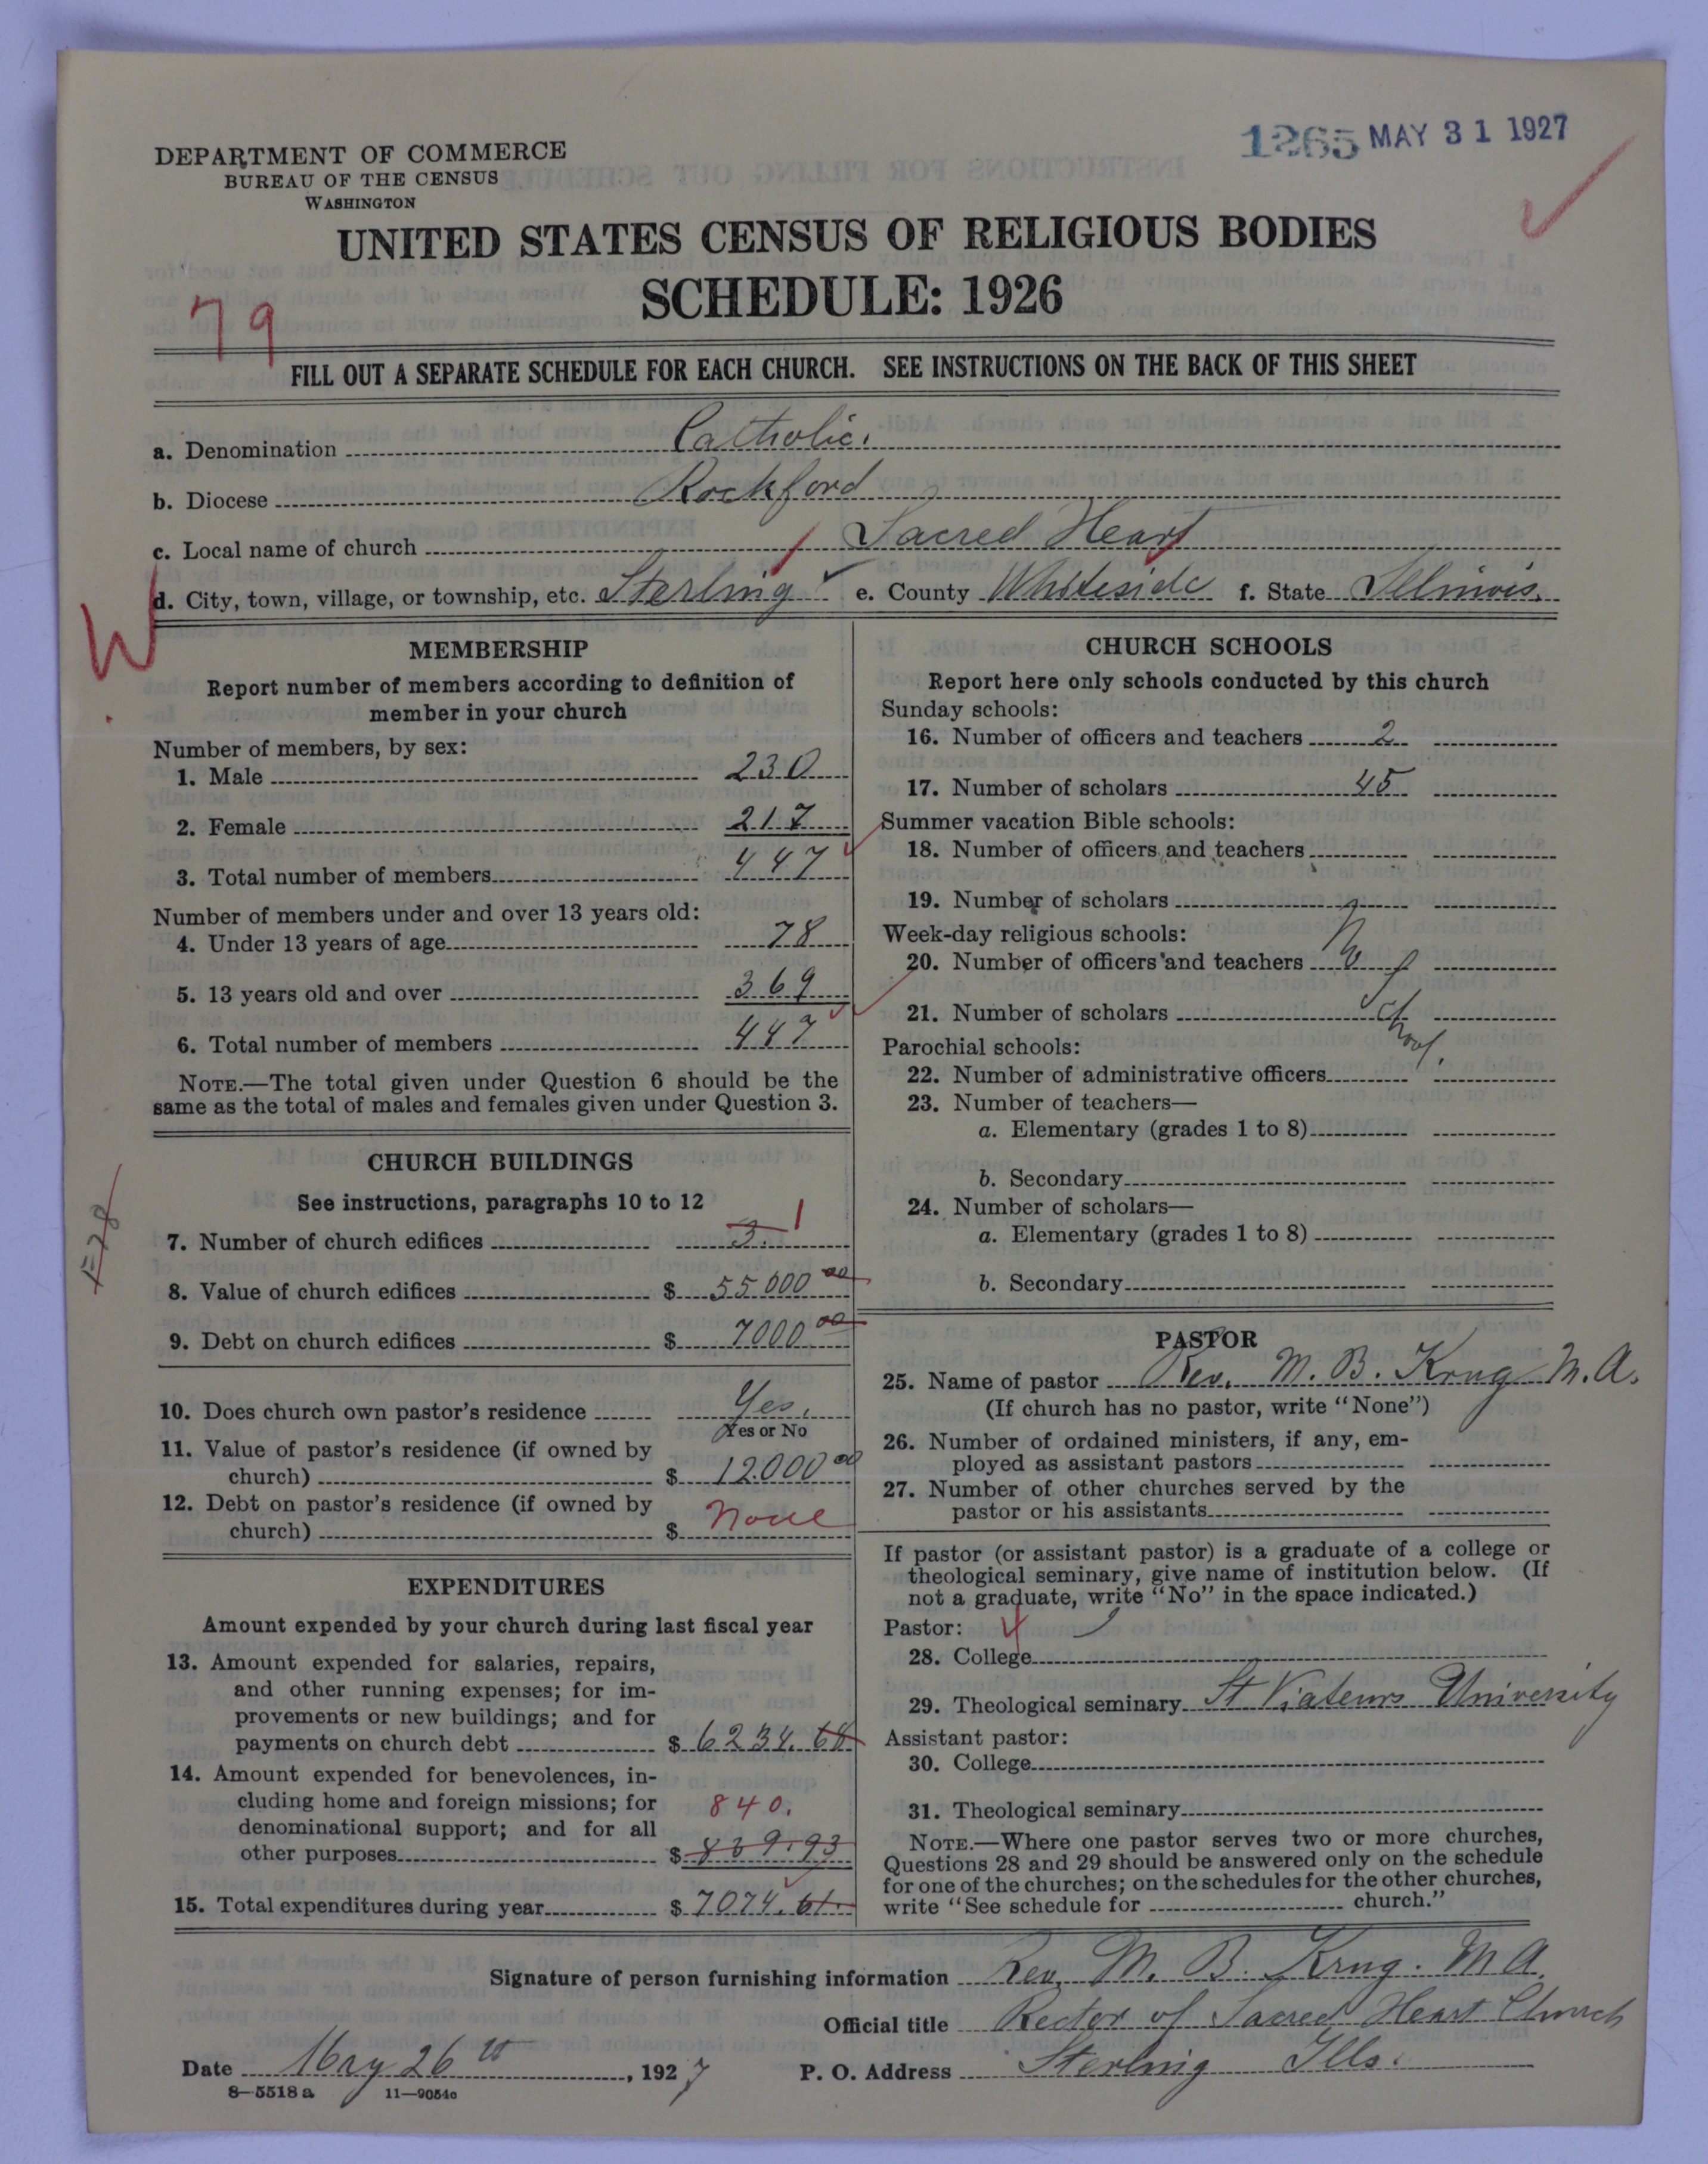 1265 MAY 31 1927
DEPARTMENT OF COMMERCE
BUREAU OF THE CENSUS
WASHINGTON
UNITED STATES CENSUS OF RELIGIOUS BODIES
SCHEDULE: 1926
79
FILL OUT A SEPARATE SCHEDULE FOR EACH CHURCH. SEE INSTRUCTIONS ON THE BACK OF THIS SHEET
a. Denomination Catholic.
b. Diocese Rockford
c. Local name of church Sacred Heart
d. City, town, village, or township, etc. Sterling e. County Whiteside f. State Illinois.
W
MEMBERSHIP
Report number of members according to definition of
member in your church
Number of members, by sex:
1. Male 230
2. Female 217
3. Total number of members 447
Number of members under and over 13 years old:
4. Under 13 years of age 78
5. 13 years old and over 369
6. Total number of members 447
NOTE.—The total given under Question 6 should be the
same as the total of males and females given under Question 3.
CHURCH BUILDINGS
See instructions, paragraphs 10 to 12
7. Number of church edifices 3. 1
8. Value of church edifices $ 55000 00
9. Debt on church edifices $ 7000 00
10. Does church own pastor's residence Yes.
Yes or No
11. Value of pastor's residence (if owned by
church) $ 12000 00
12. Debt on pastor's residence (if owned by
church) $ None
EXPENDITURES
Amount expended by your church during last fiscal year
13. Amount expended for salaries, repairs,
and other running expenses; for im-
provements or new buildings; and for
payments on church debt $ 6234.68
14. Amount expended for benevolences, in-
cluding home and foreign missions; for
840.
denominational support; and for all
other purposes $ 839.93
15. Total expenditures during year $ 7074.61
CHURCH SCHOOLS
Report here only schools conducted by this church
Sunday schools:
16. Number of officers and teachers 2
17. Number of scholars 45
Summer vacation Bible schools:
18. Number of officers and teachers
19. Number of scholars
Week-day religious schools:
20. Number of officers and teachers No
21. Number of scholars School.
Parochial schools:
22. Number of administrative officers
23. Number of teachers—
a. Elementary (grades 1 to 8)
b. Secondary
24. Number of scholars—
a. Elementary (grades 1 to 8)
b. Secondary
PASTOR
25. Name of pastor Rev. M. B. Krug M.A.
(If church has no pastor, write "None")
26. Number of ordained ministers, if any, em-
ployed as assistant pastors
27. Number of other churches served by the
pastor or his assistants
If pastor (or assistant pastor) is a graduate of a college or
theological seminary, give name of institution below. (If
not a graduate, write "No" in the space indicated.)
Pastor: 4
28. College
29. Theological seminary St Viateurs University
Assistant pastor:
30. College
31. Theological seminary
NOTE.—Where one pastor serves two or more churches,
Questions 28 and 29 should be answered only on the schedule
for one of the churches; on the schedules for the other churches,
write "See schedule for church."
Signature of person furnishing information Rev. M. B. Krug. M A.
Official title Rector of Sacred Heart Church
Date May 26 th, 1927 P. O. Address Sterling Ills.
8—5518 a 11—9054c